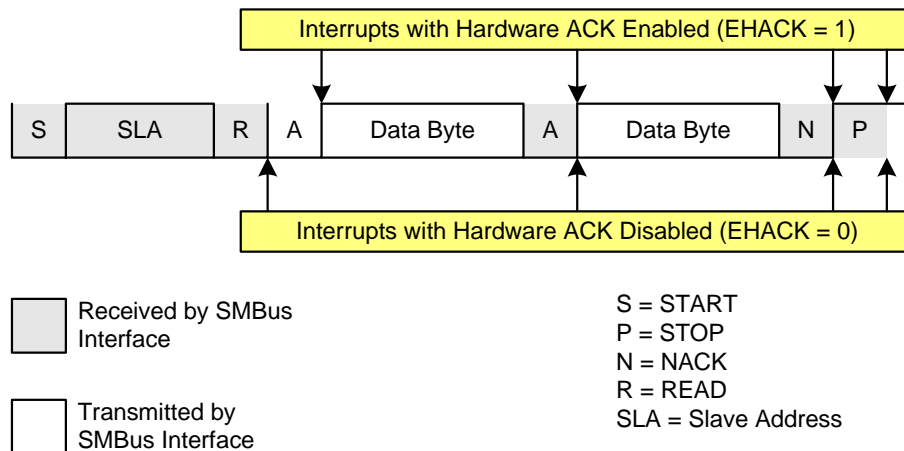 Interrupts with Hardware ACK Enabled (EHACK = 1)
S SLA R A Data Byte A Data Byte N P
Interrupts with Hardware ACK Disabled (EHACK = 0)
Received by SMBus
Interface
Transmitted by
SMBus Interface
S = START
P = STOP
N = NACK
R = READ
SLA = Slave Address